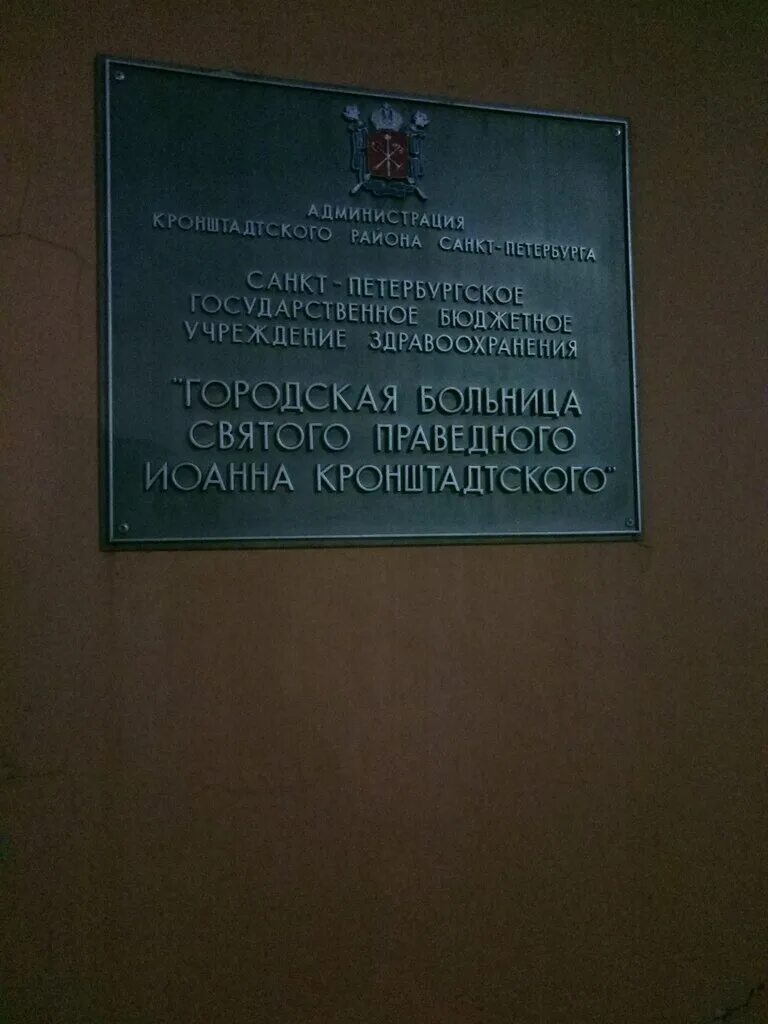 АДМИНИСТРАЦИЯ
КРОНШТАДТСКОГО РАЙОНА САНКТ-ПЕТЕРБУРГА
САНКТ-ПЕТЕРБУРГСКОЕ
ГОСУДАРСТВЕННОЕ БЮДЖЕТНОЕ
УЧРЕЖДЕНИЕ ЗДРАВООХРАНЕНИЯ
"ГОРОДСКАЯ БОЛЬНИЦА
СВЯТОГО ПРАВЕДНОГО
ИОАННА КРОНШТАДТСКОГО"